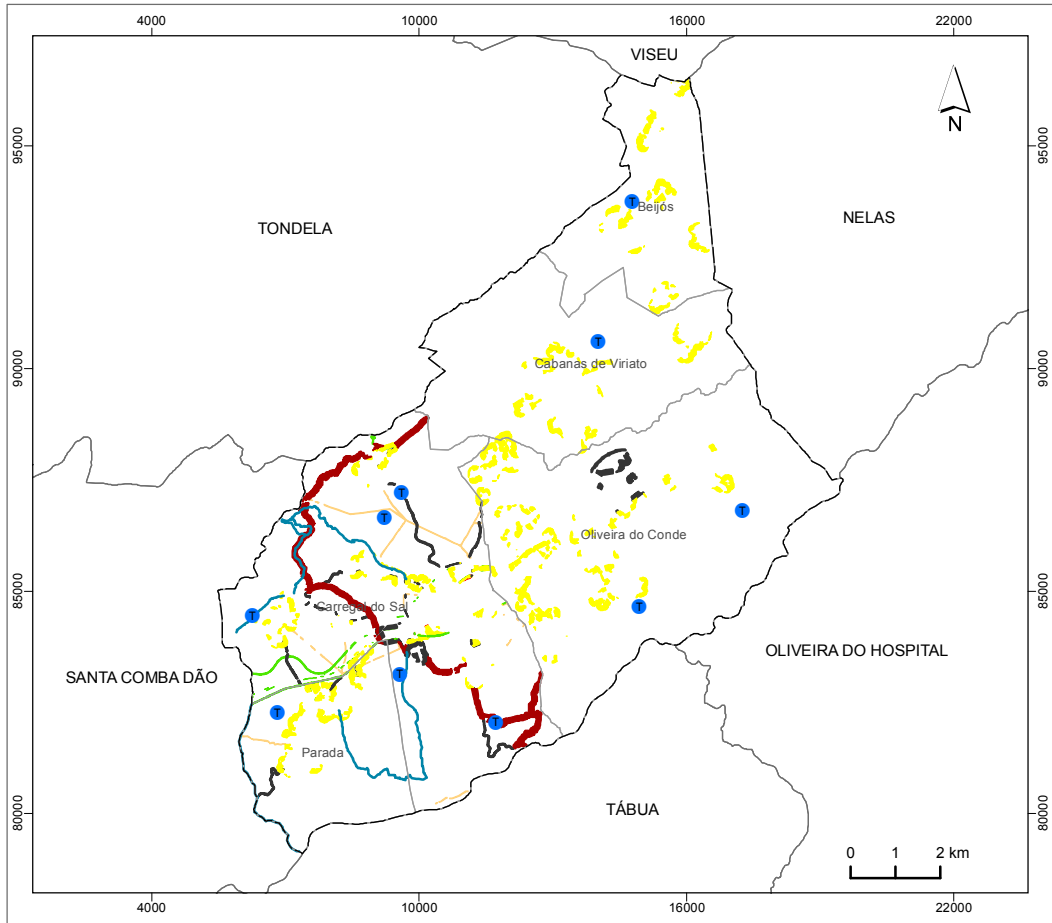 4000 10000 16000 22000
VISEU
N
95000 95000
T
Beijós
NELAS
TONDELA
T
90000 90000
Cabanas de Viriato
T
T
T
Oliveira do Conde
85000 85000
T
Carregal do Sal
T
OLIVEIRA DO HOSPITAL
SANTA COMBA DÃO
T
T
T
Parada
80000 80000
TÁBUA
0 1 2 km
4000 10000 16000 22000